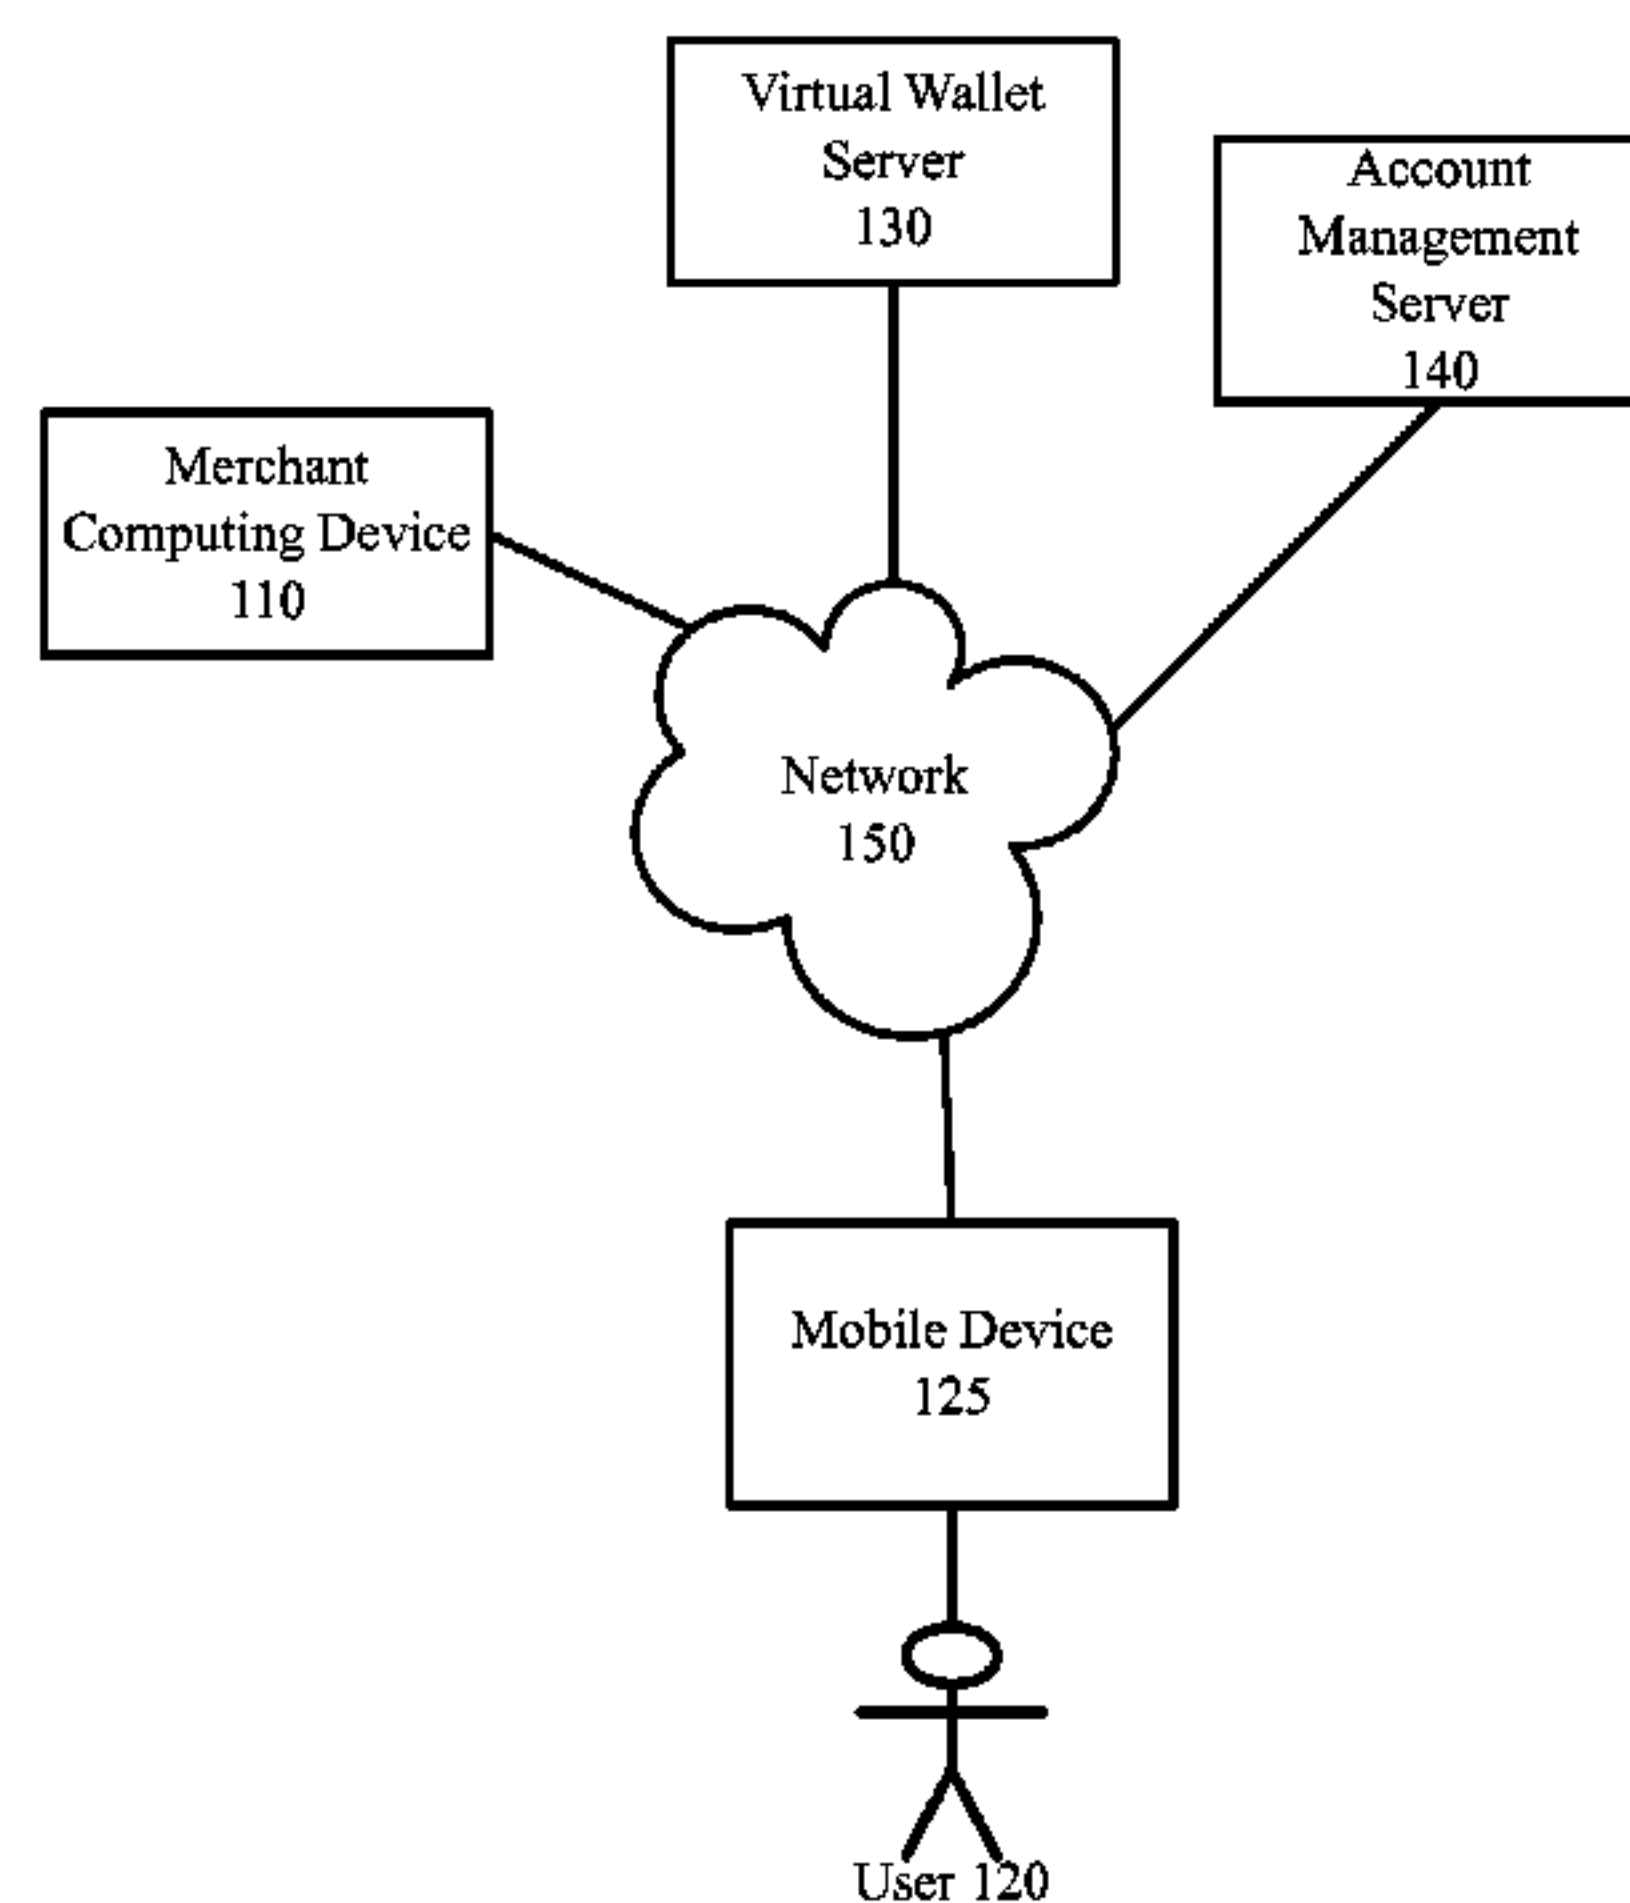 Virtual Wallet
Server
130
Account
Management
Server
140
Merchant
Computing Device
110
Network
150
Mobile Device
125
User 120